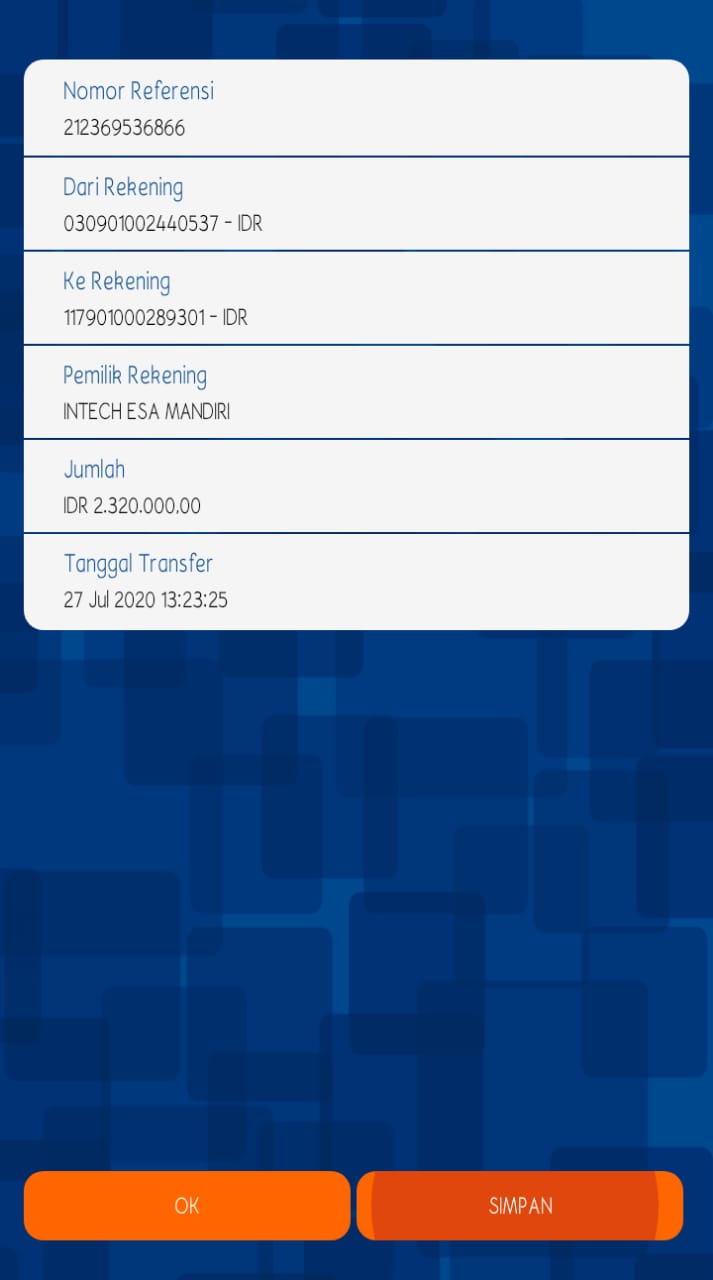 Nomor Referensi
212369536866
Dari Rekening
030901002440537 - IDR
Ke Rekening
117901000289301 - IDR
Pemilik Rekening
INTECH ESA MANDIRI
Jumlah
IDR 2.320.000,00
Tanggal Transfer
27 Jul 2020 13:23:25
OK
SIMPAN